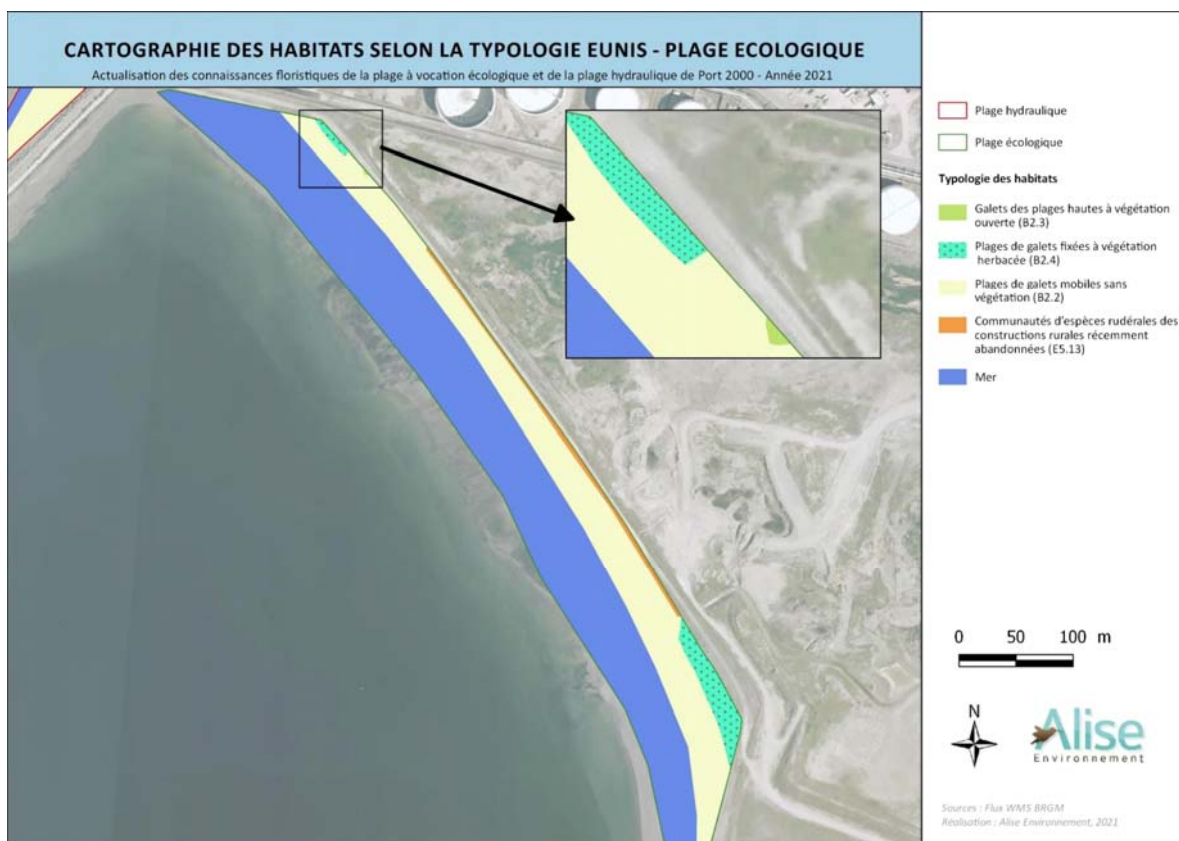 CARTOGRAPHIE DES HABITATS SELON LA TYPOLOGIE EUNIS - PLAGE ECOLOGIQUE
Actualisation des connaissances floristiques de la plage à vocation écologique et de la plage hydraulique de Port 2000 - Année 2021
Plage hydraulique
Plage écologique
Typologie des habitats
Galets des plages hautes à végétation
ouverte (B2.3)
Plages de galets fixées à végétation
herbacée (B2.4)
Plages de galets mobiles sans
végétation (B2.2)
Communautés d'espèces rudérales des
constructions rurales récemment
abandonnées (E5.13)
Mer
0 50 100 m
N
Alise
Environnement
Sources : Flux WMS BRGM
Réalisation : Alise Environnement, 2021